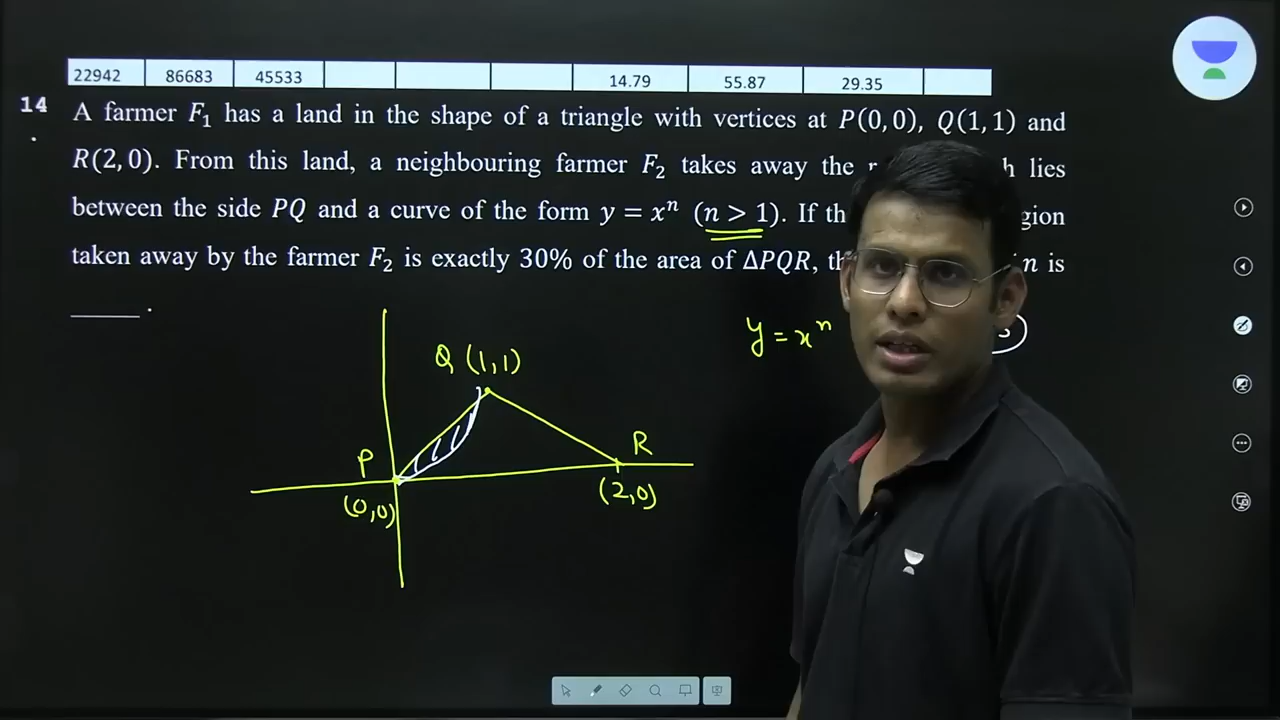 22942 86683 45533 14.79 55.87 29.35
14 A farmer F₁ has a land in the shape of a triangle with vertices at P(0,0), Q(1,1) and
. R(2,0). From this land, a neighbouring farmer F₂ takes away the lies
between the side PQ and a curve of the form y = xⁿ (n > 1). If
taken away by the farmer F₂ is exactly 30% of the area of ΔPQR, n is
______ .
y = xⁿ
Q (1,1)
P
R
(0,0)
(2,0)